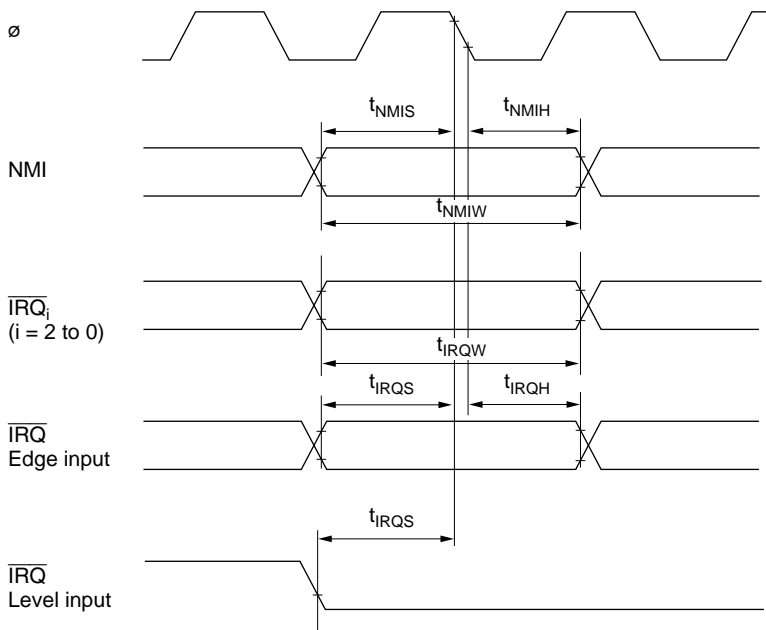 ø
tNMIS
tNMIH
NMI
tNMIW
IRQi
(i = 2 to 0)
tIRQW
tIRQS
tIRQH
IRQ
Edge input
tIRQS
IRQ
Level input